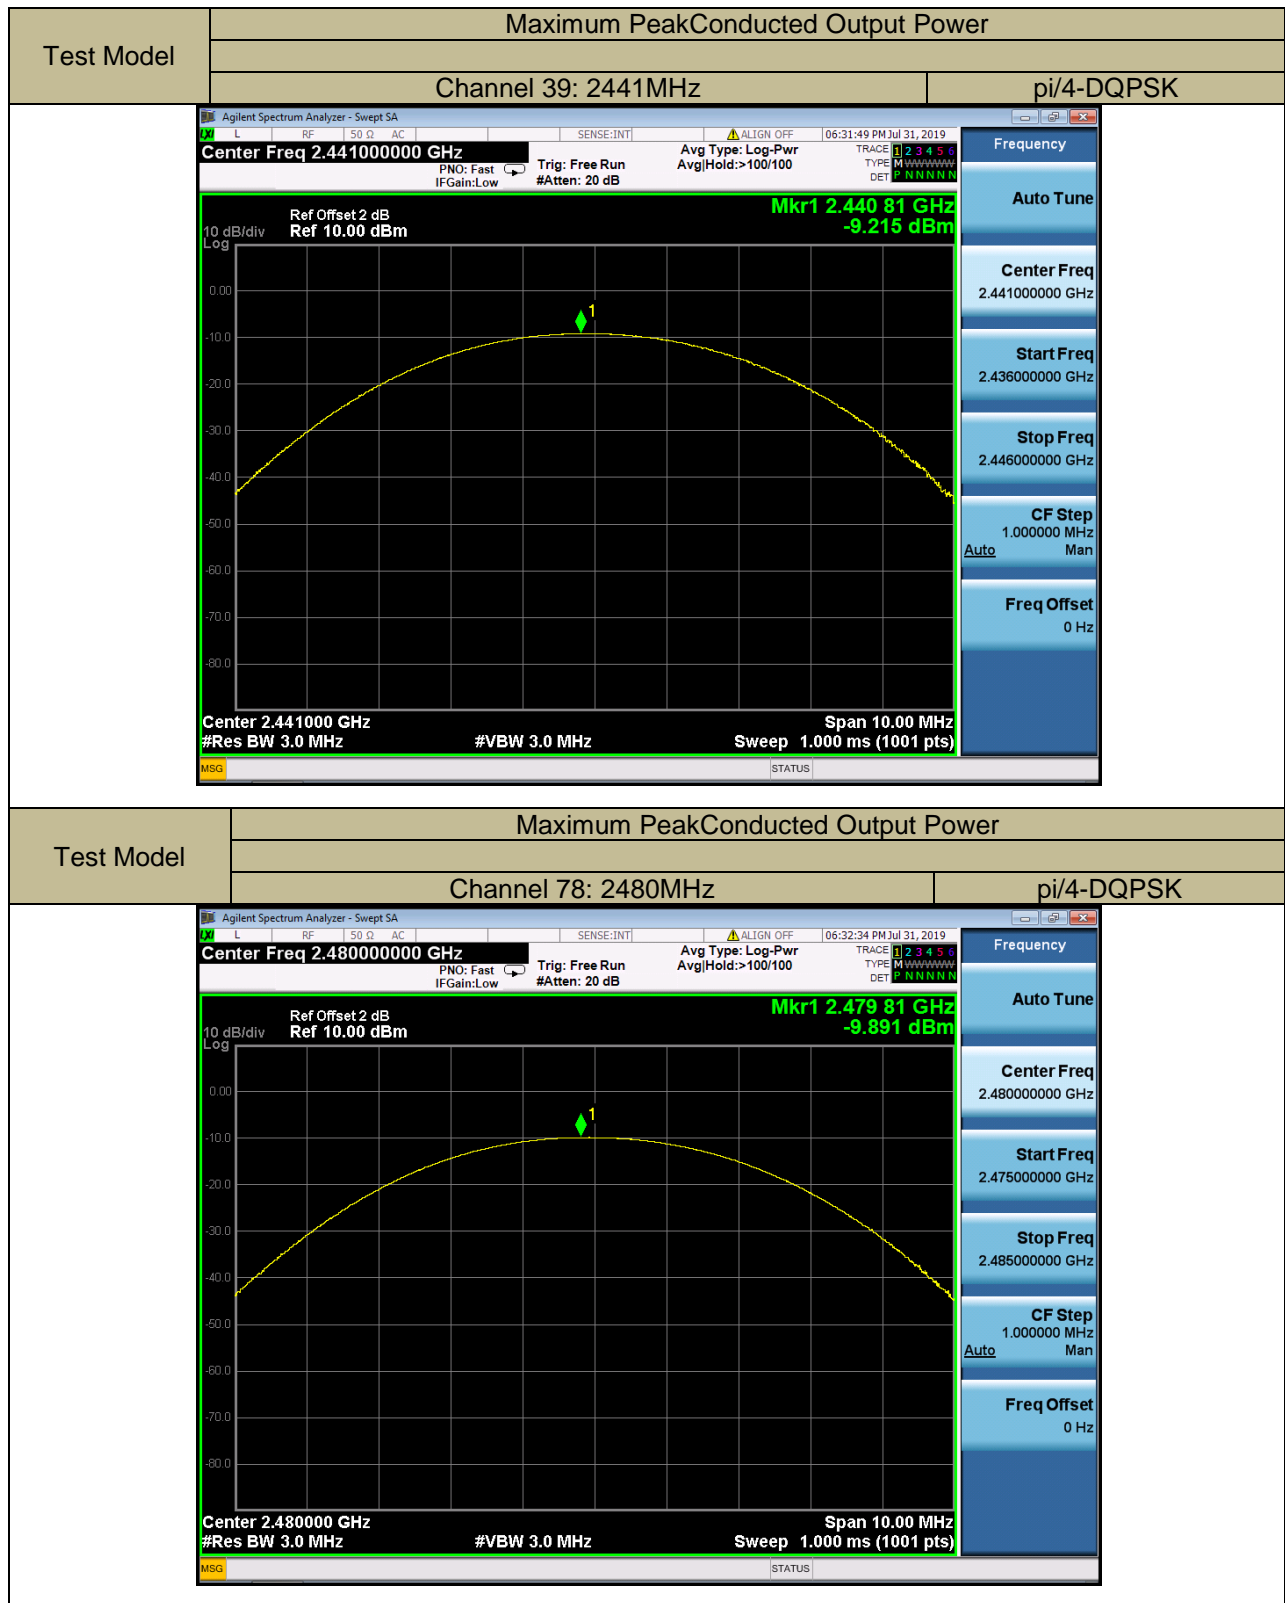 Test Model
Maximum PeakConducted Output Power
Channel 39: 2441MHz
pi/4-DQPSK
Agilent Spectrum Analyzer - Swept SA
LXI L RF 50 Ω AC SENSE:INT ALIGN OFF 06:31:49 PM Jul 31, 2019
Center Freq 2.441000000 GHz
PNO: Fast
IFGain:Low
Trig: Free Run
#Atten: 20 dB
Avg Type: Log-Pwr
Avg|Hold:>100/100
TRACE 1 2 3 4 5 6
TYPE M WWWWW
DET P N N N N N
Frequency
Auto Tune
Mkr1 2.440 81 GHz
-9.215 dBm
Ref Offset 2 dB
10 dB/div Ref 10.00 dBm
Log
1
0.00
-10.0
-20.0
-30.0
-40.0
-50.0
-60.0
-70.0
-80.0
Center Freq
2.441000000 GHz
Start Freq
2.436000000 GHz
Stop Freq
2.446000000 GHz
CF Step
1.000000 MHz
Auto Man
Freq Offset
0 Hz
Center 2.441000 GHz Span 10.00 MHz
#Res BW 3.0 MHz #VBW 3.0 MHz Sweep 1.000 ms (1001 pts)
MSG STATUS
Test Model
Maximum PeakConducted Output Power
Channel 78: 2480MHz
pi/4-DQPSK
Agilent Spectrum Analyzer - Swept SA
LXI L RF 50 Ω AC SENSE:INT ALIGN OFF 06:32:34 PM Jul 31, 2019
Center Freq 2.480000000 GHz
PNO: Fast
IFGain:Low
Trig: Free Run
#Atten: 20 dB
Avg Type: Log-Pwr
Avg|Hold:>100/100
TRACE 1 2 3 4 5 6
TYPE M WWWWW
DET P N N N N N
Frequency
Auto Tune
Mkr1 2.479 81 GHz
-9.891 dBm
Ref Offset 2 dB
10 dB/div Ref 10.00 dBm
Log
1
0.00
-10.0
-20.0
-30.0
-40.0
-50.0
-60.0
-70.0
-80.0
Center Freq
2.480000000 GHz
Start Freq
2.475000000 GHz
Stop Freq
2.485000000 GHz
CF Step
1.000000 MHz
Auto Man
Freq Offset
0 Hz
Center 2.480000 GHz Span 10.00 MHz
#Res BW 3.0 MHz #VBW 3.0 MHz Sweep 1.000 ms (1001 pts)
MSG STATUS